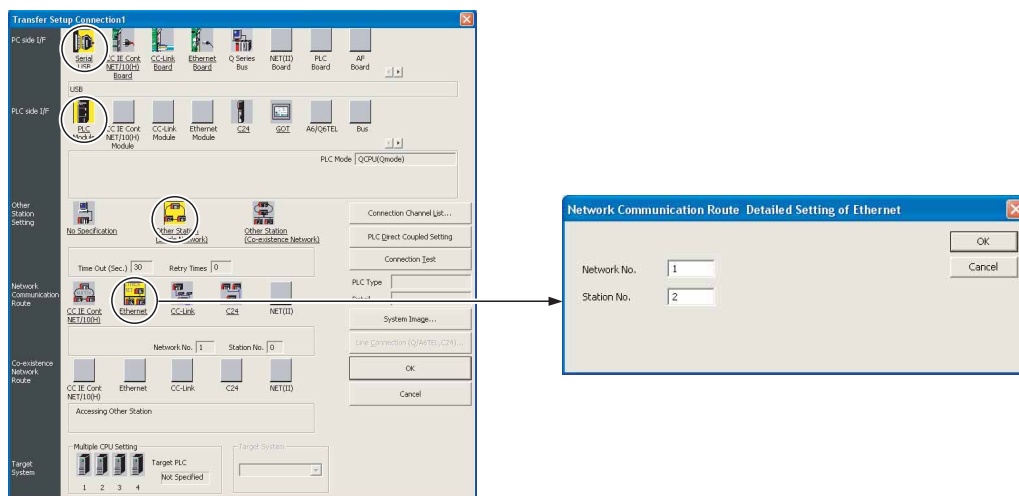 Transfer Setup Connection1
PC side I/F
Serial USB
CC IE Cont NET/10(H) Board
CC-Link Board
Ethernet Board
Q Series Bus
NET(II) Board
PLC Board
AF Board
USB
PLC side I/F
PLC Module
CC IE Cont NET/10(H) Module
CC-Link Module
Ethernet Module
C24
GOT
A6/Q6TEL
Bus
PLC Mode QCPU(Qmode)
Other Station Setting
No Specification
Other Station
Other Station (Co-existence Network)
Connection Channel List...
PLC Direct Coupled Setting
Time Out (Sec.) 30 Retry Times 0
Connection Test
Network Communication Route
CC IE Cont NET/10(H)
Ethernet
CC-Link
C24
NET(II)
PLC Type
System Image...
Network No. 1 Station No. 0
Line Connection (Q/A6TEL,C24)...
Co-existence Network Route
CC IE Cont NET/10(H)
Ethernet
CC-Link
C24
NET(II)
OK
Cancel
Accessing Other Station
Target System
Multiple CPU Setting
1 2 3 4
Target PLC
Not Specified
Target System
Network Communication Route Detailed Setting of Ethernet
Network No. 1
Station No. 2
OK
Cancel